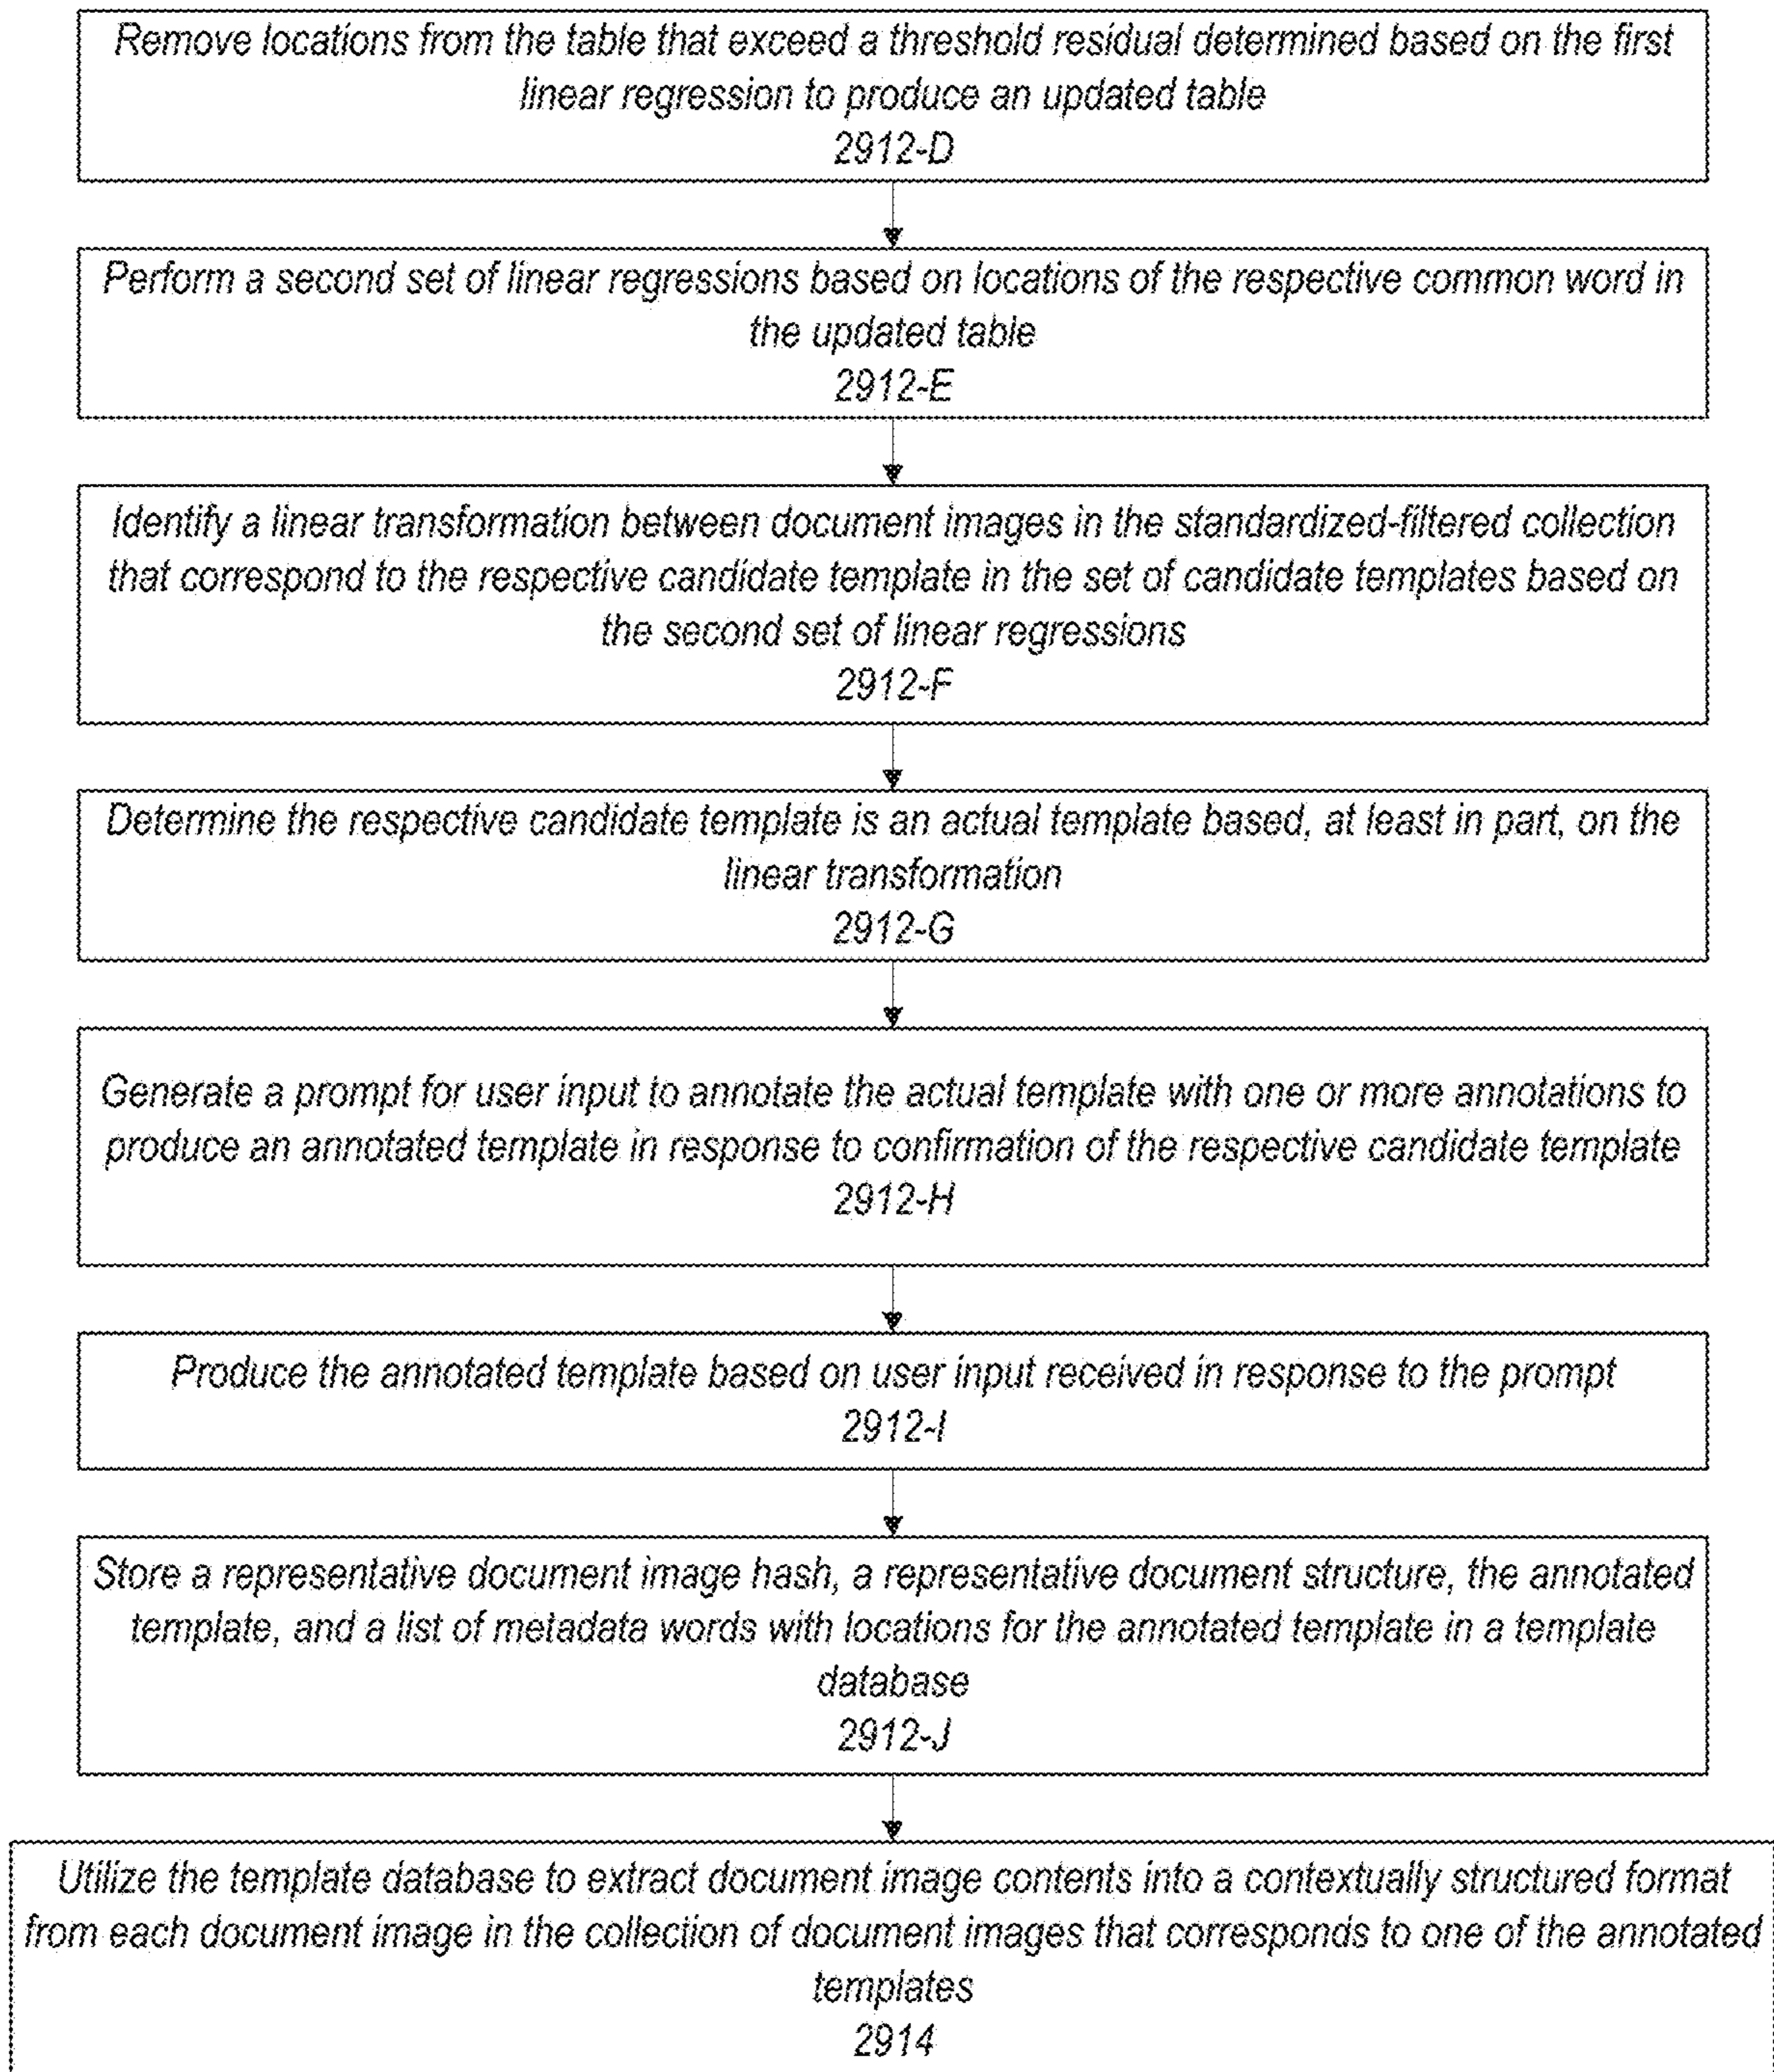 Remove locations from the table that exceed a threshold residual determined based on the first
linear regression to produce an updated table
2912-D
Perform a second set of linear regressions based on locations of the respective common word in
the updated table
2912-E
Identify a linear transformation between document images in the standardized-filtered collection
that correspond to the respective candidate template in the set of candidate templates based on
the second set of linear regressions
2912-F
Determine the respective candidate template is an actual template based, at least in part, on the
linear transformation
2912-G
Generate a prompt for user input to annotate the actual template with one or more annotations to
produce an annotated template in response to confirmation of the respective candidate template
2912-H
Produce the annotated template based on user input received in response to the prompt
2912-I
Store a representative document image hash, a representative document structure, the annotated
template, and a list of metadata words with locations for the annotated template in a template
database
2912-J
Utilize the template database to extract document image contents into a contextually structured format
from each document image in the collection of document images that corresponds to one of the annotated
templates
2914